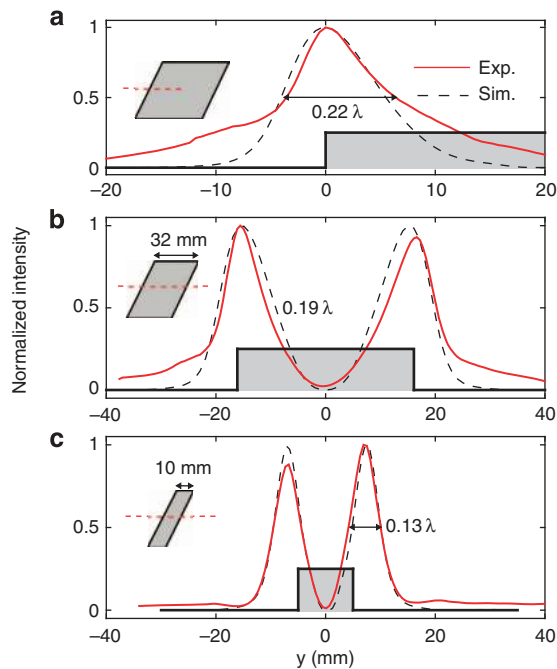 a
1
0.5
0
Exp.
Sim.
0.22 λ
−20 −10 0 10 20
b
32 mm
1
0.5
0
0.19 λ
Normalized intensity
−40 −20 0 20 40
c
10 mm
1
0.5
0
0.13 λ
−40 −20 0 20 40
y (mm)